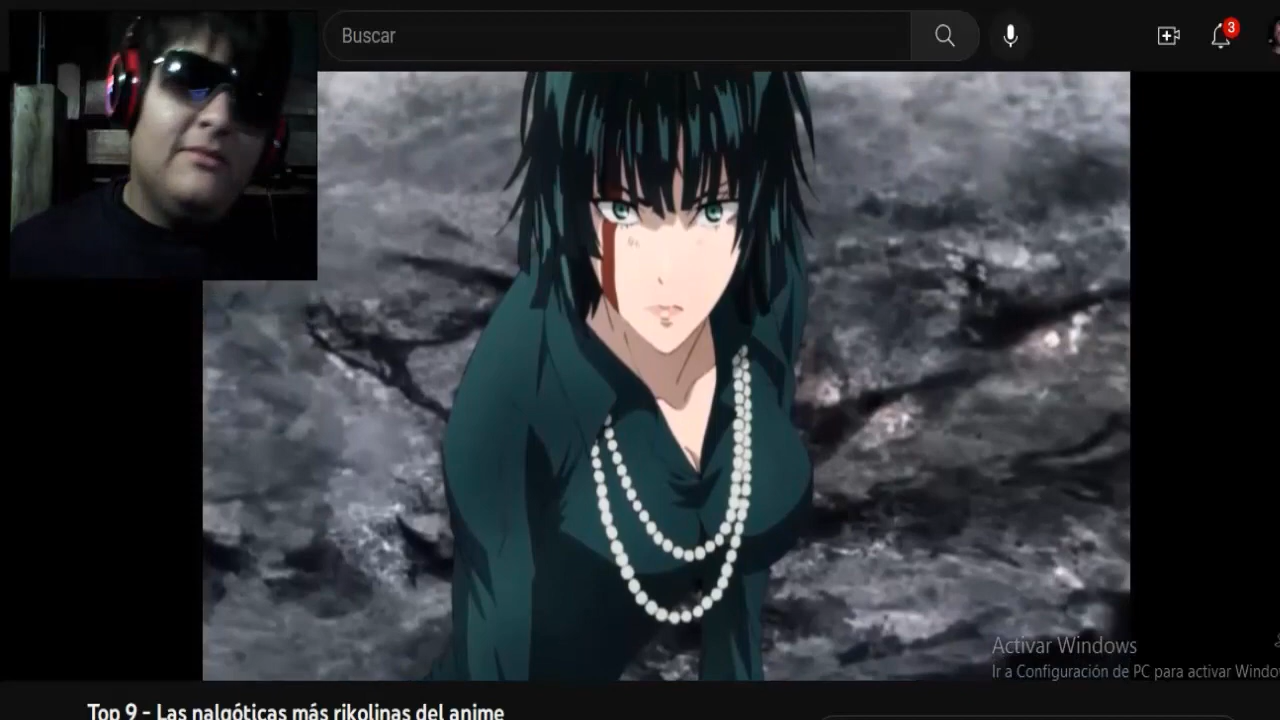 Buscar
3
Activar Windows
Ir a Configuración de PC para activar Windo
Top 9 - Las nalgóticas más rikolinas del anime